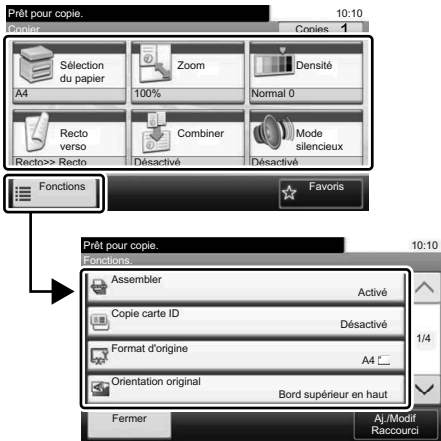 Prêt pour copie. 10:10
Copier Copies 1
Sélection Zoom Densité
du papier
A4 100% Normal 0
Recto Combiner Mode
verso silencieux
Recto>> Recto Désactivé Désactivé
Fonctions Favoris
Prêt pour copie. 10:10
Fonctions.
Assembler
Activé
Copie carte ID
Désactivé
1/4
Format d'origine
A4
Orientation original
Bord supérieur en haut
Fermer Aj./Modif
Raccourci